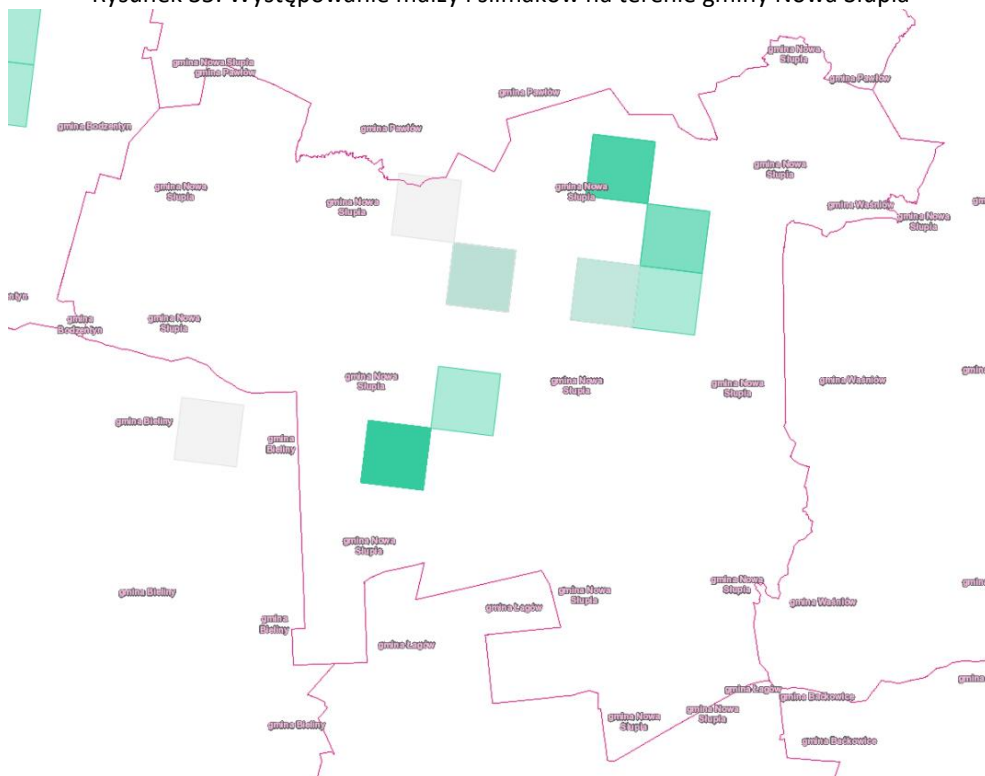 Rysunek 35. Występowanie małży i ślimaków na terenie gminy Nowa Słupia
gmina Nowa
Słupia
gmina Nowa Słupia
gmina Pawłów
gmina Pawłów
gmina Pawłów
gmina Bodzentyn
gmina Pawłów
gmina Nowa
Słupia
gmina Nowa
Słupia
gmina Nowa
Słupia
gmina Nowa
Słupia
gmina Waśniów
gmina Nowa
Słupia
gmina
Bodzentyn
gmina Nowa
Słupia
gmina Nowa
Słupia
gmina Nowa
Słupia
gmina Nowa
Słupia
gmina Waśniów
gmina Bieliny
gmina
Bieliny
gmina Nowa
Słupia
gmina Bieliny
gmina Nowa
Słupia
gmina Nowa
Słupia
gmina Waśniów
gmina Łagów
gmina
Bieliny
gmina Łagów
gmina Łagów
gmina Baćkowice
gmina Bieliny
gmina Nowa
Słupia
gmina Nowa
Słupia
gmina Baćkowice